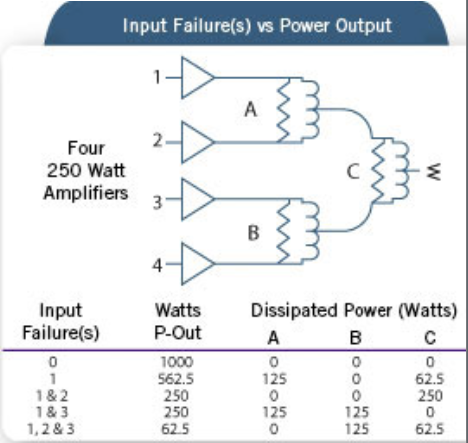 Input Failure(s) vs Power Output
1
A
2
Four
250 Watt
Amplifiers
C
W
3
B
4
Input Failure(s) Watts P-Out Dissipated Power (Watts)
A B C
0 1000 0 0 0
1 562.5 125 0 62.5
1 & 2 250 0 0 250
1 & 3 250 125 125 0
1, 2 & 3 62.5 0 125 62.5